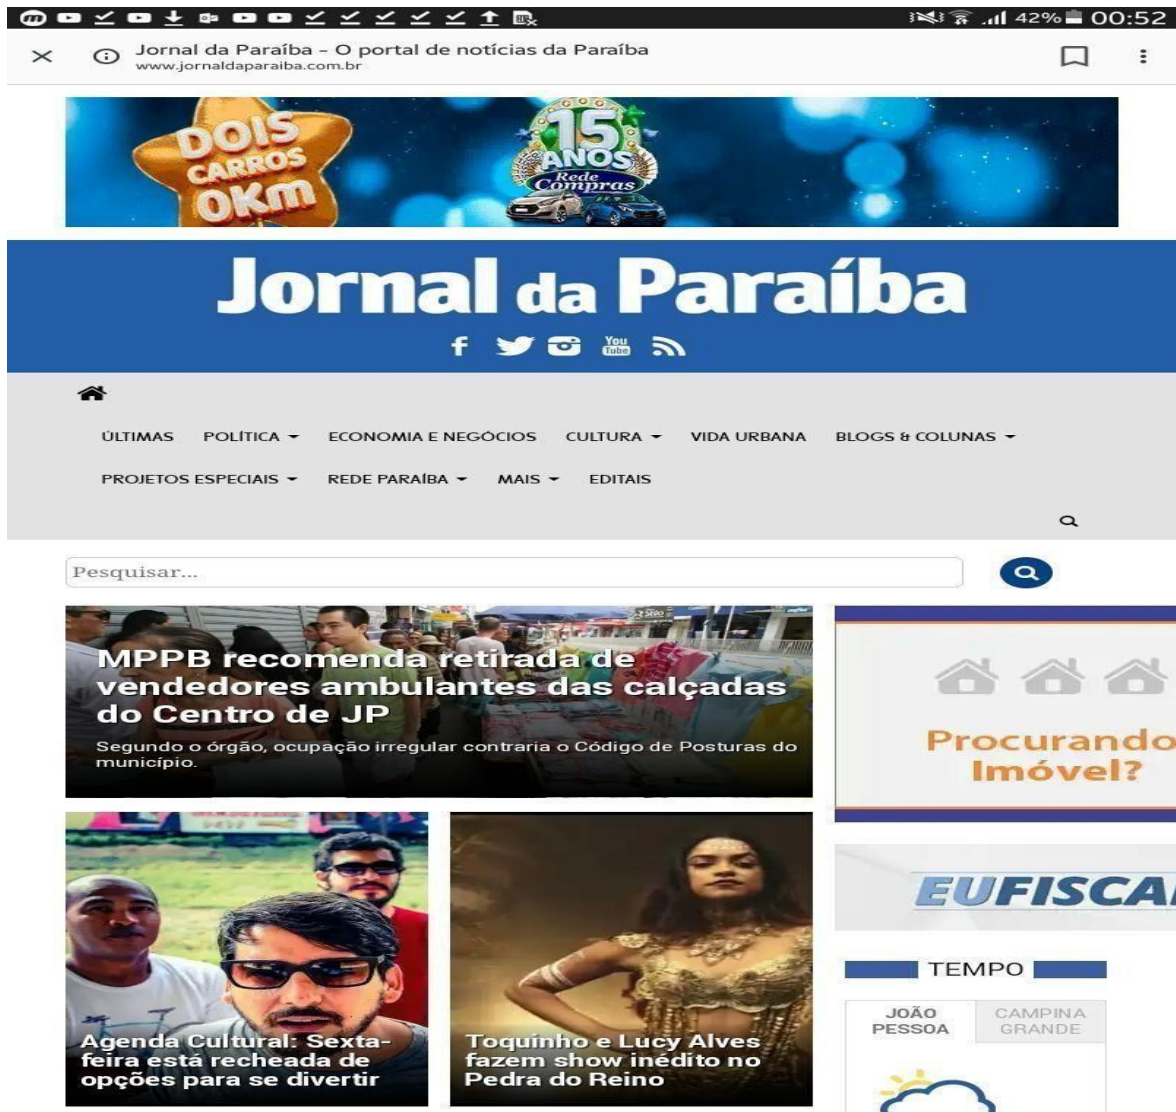 42% 00:52
Jornal da Paraíba - O portal de notícias da Paraíba
www.jornaldaparaiba.com.br
DOIS
CARROS
0Km
15
ANOS
Rede
Compras
Jornal da Paraíba
You
Tube
ÚLTIMAS POLÍTICA ECONOMIA E NEGÓCIOS CULTURA VIDA URBANA BLOGS & COLUNAS
PROJETOS ESPECIAIS REDE PARAÍBA MAIS EDITAIS
Pesquisar...
MPPB recomenda retirada de
vendedores ambulantes das calçadas
do Centro de JP
Segundo o órgão, ocupação irregular contraria o Código de Posturas do
município.
Procurando
Imóvel?
Agenda Cultural: Sexta-
feira está recheada de
opções para se divertir
Toquinho e Lucy Alves
fazem show inédito no
Pedra do Reino
EUFISCAL
TEMPO
JOÃO
PESSOA
CAMPINA
GRANDE